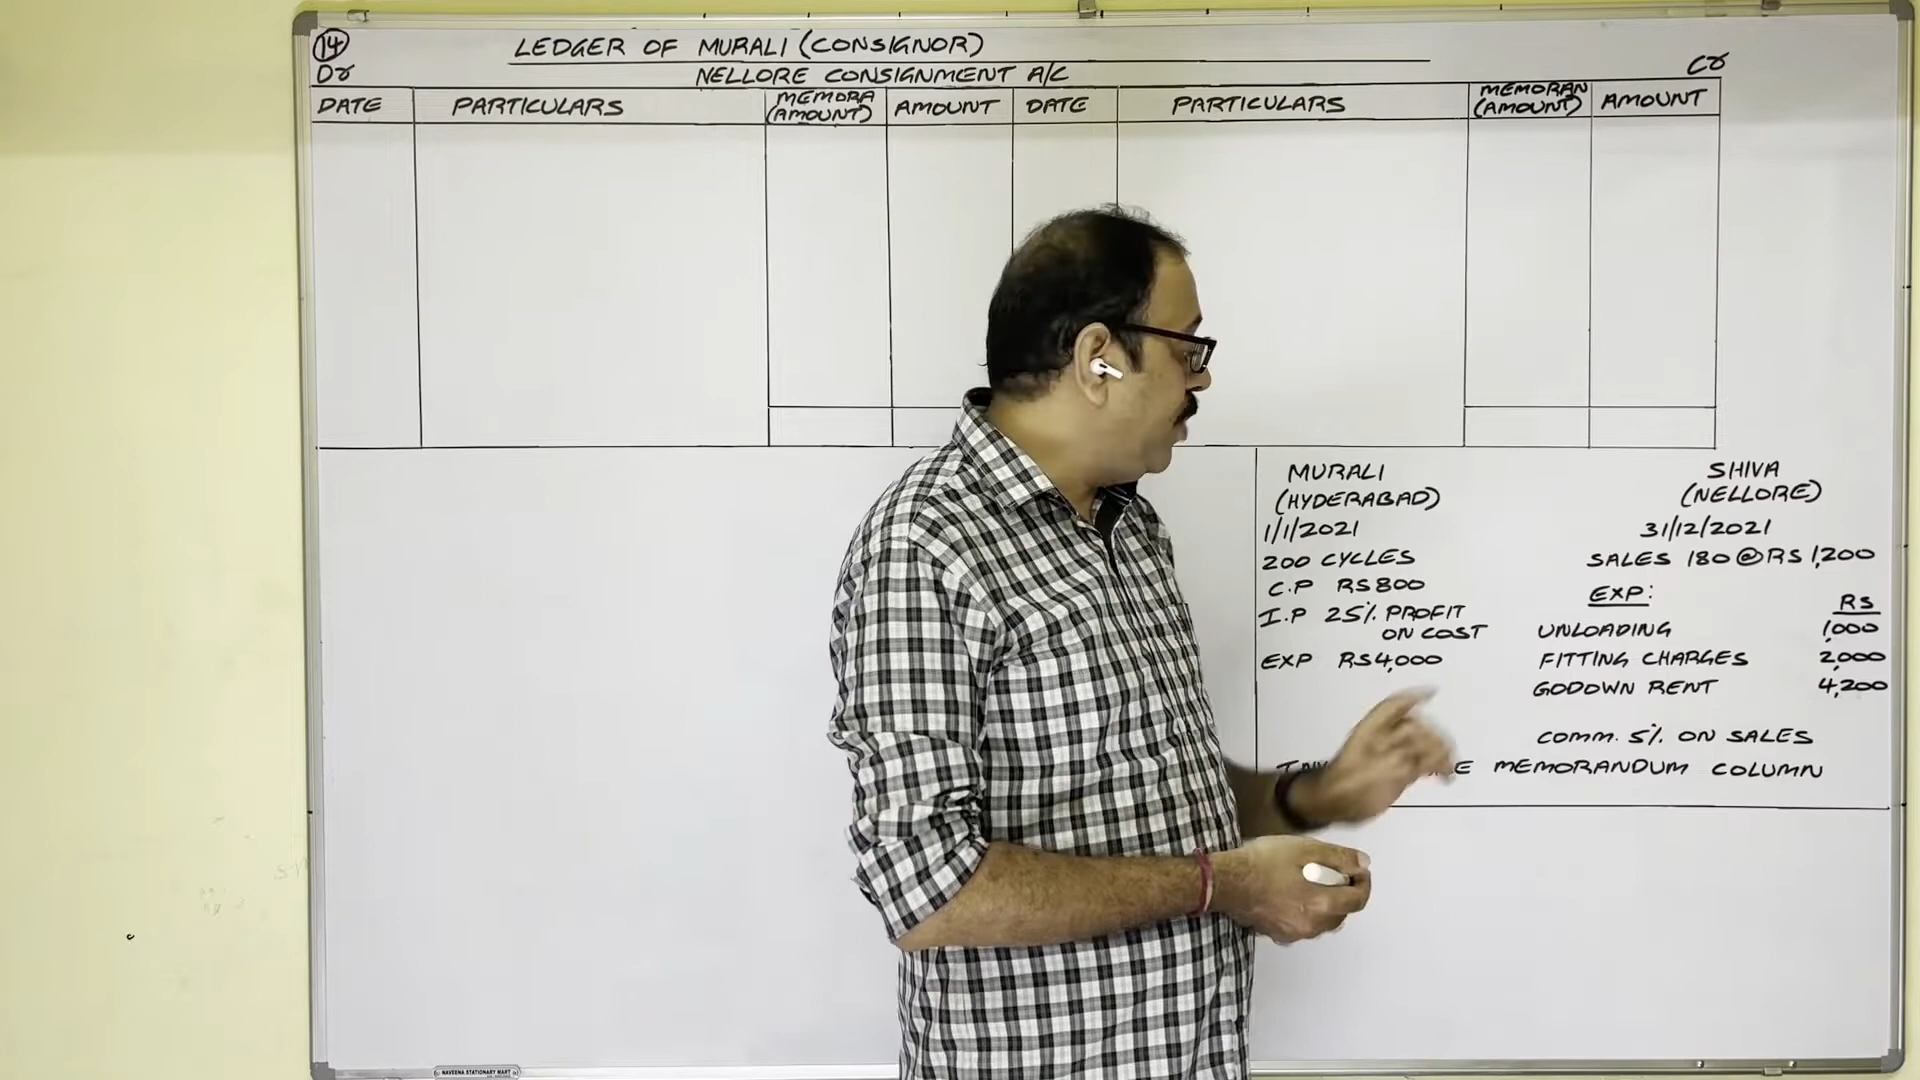 14
LEDGER OF MURALI (CONSIGNOR)
Dr NELLORE CONSIGNMENT A/C Cr
DATE PARTICULARS MEMORA (AMOUNT) AMOUNT DATE PARTICULARS MEMORAN (AMOUNT) AMOUNT
MURALI
(HYDERABAD)
1/1/2021
200 CYCLES
C.P RS 800
I.P 25% PROFIT
ON COST
EXP RS 4,000
SHIVA
(NELLORE)
31/12/2021
SALES 180 @ RS 1,200
EXP: RS
UNLOADING 1,000
FITTING CHARGES 2,000
GODOWN RENT 4,200
COMM. 5% ON SALES
MEMORANDUM COLUMN
NAVEENA STATIONARY MART